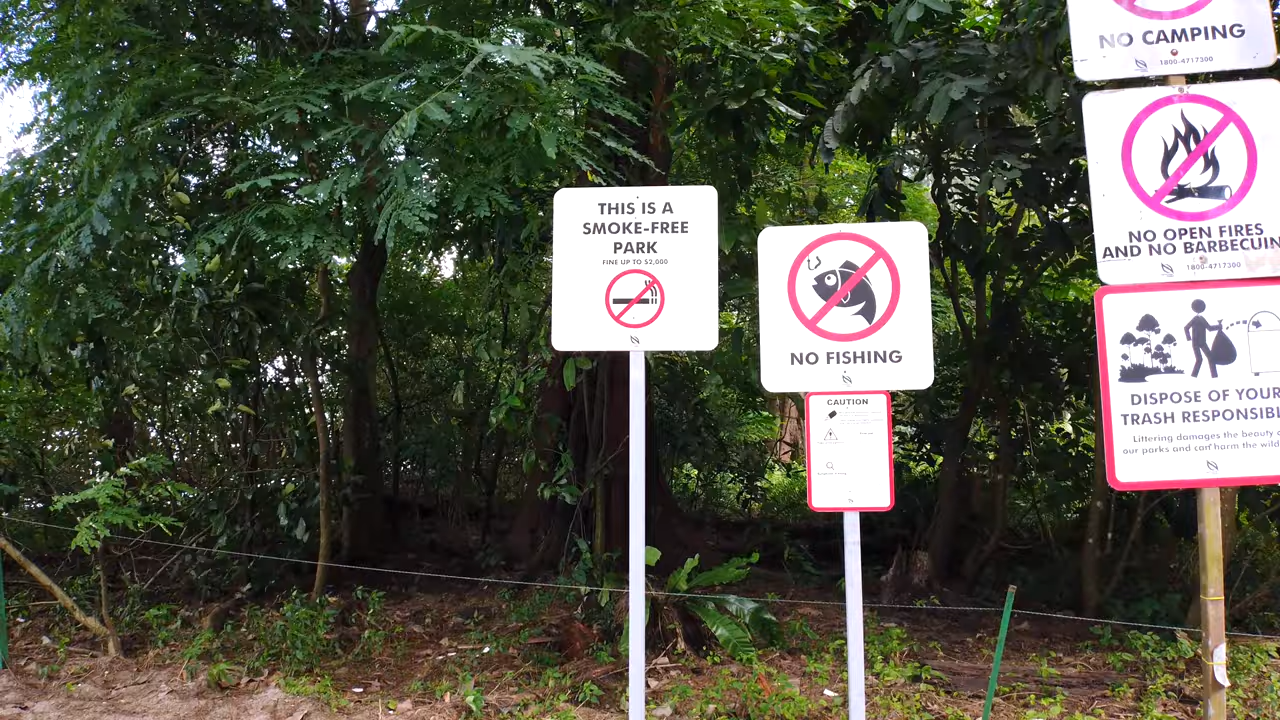 THIS IS A
SMOKE-FREE
PARK
FINE UP TO $2,000
NO FISHING
CAUTION
NO CAMPING
1800-4717300
NO OPEN FIRES
AND NO BARBECUIN
1800-4717300
DISPOSE OF YOUR
TRASH RESPONSIB
Littering damages the beauty
our parks and can harm the wild